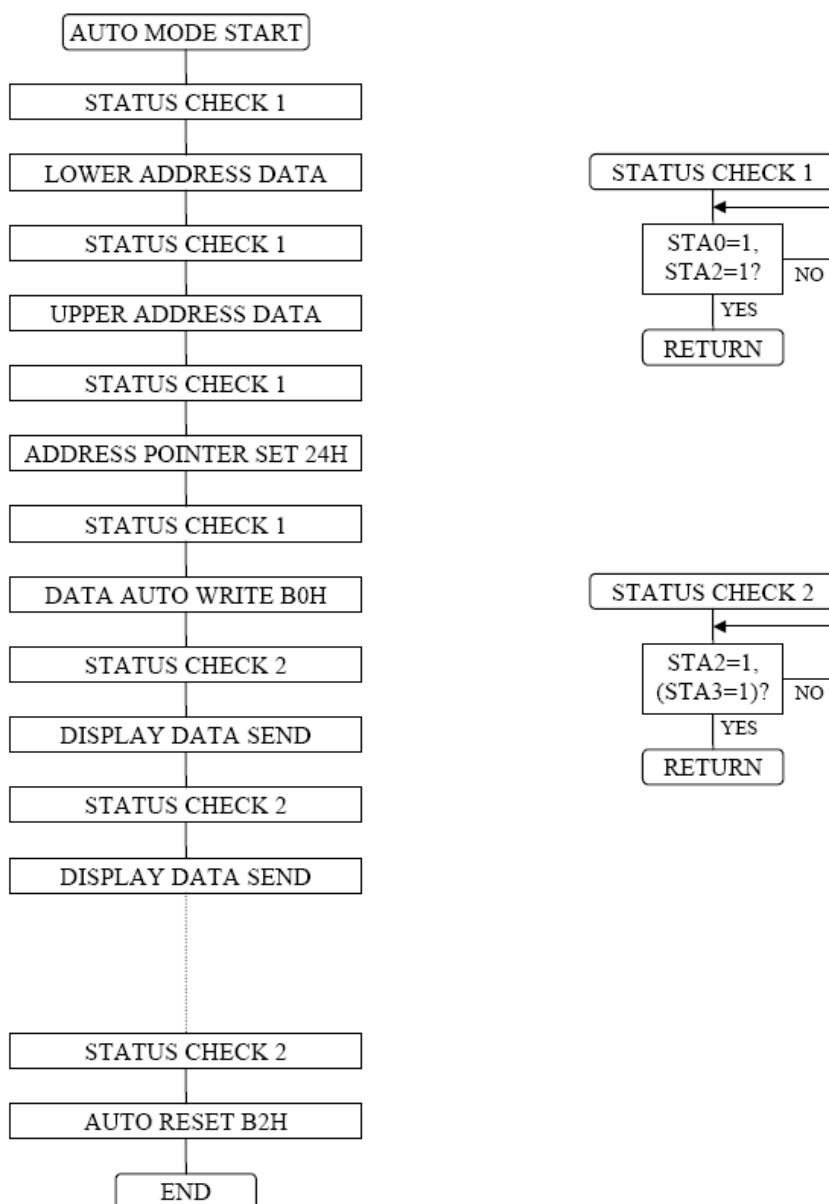 AUTO MODE START
STATUS CHECK 1
LOWER ADDRESS DATA
STATUS CHECK 1
UPPER ADDRESS DATA
STATUS CHECK 1
ADDRESS POINTER SET 24H
STATUS CHECK 1
DATA AUTO WRITE B0H
STATUS CHECK 2
DISPLAY DATA SEND
STATUS CHECK 2
DISPLAY DATA SEND
STATUS CHECK 2
AUTO RESET B2H
END
STATUS CHECK 1
STA0=1,
STA2=1?
NO
YES
RETURN
STATUS CHECK 2
STA2=1,
(STA3=1)?
NO
YES
RETURN